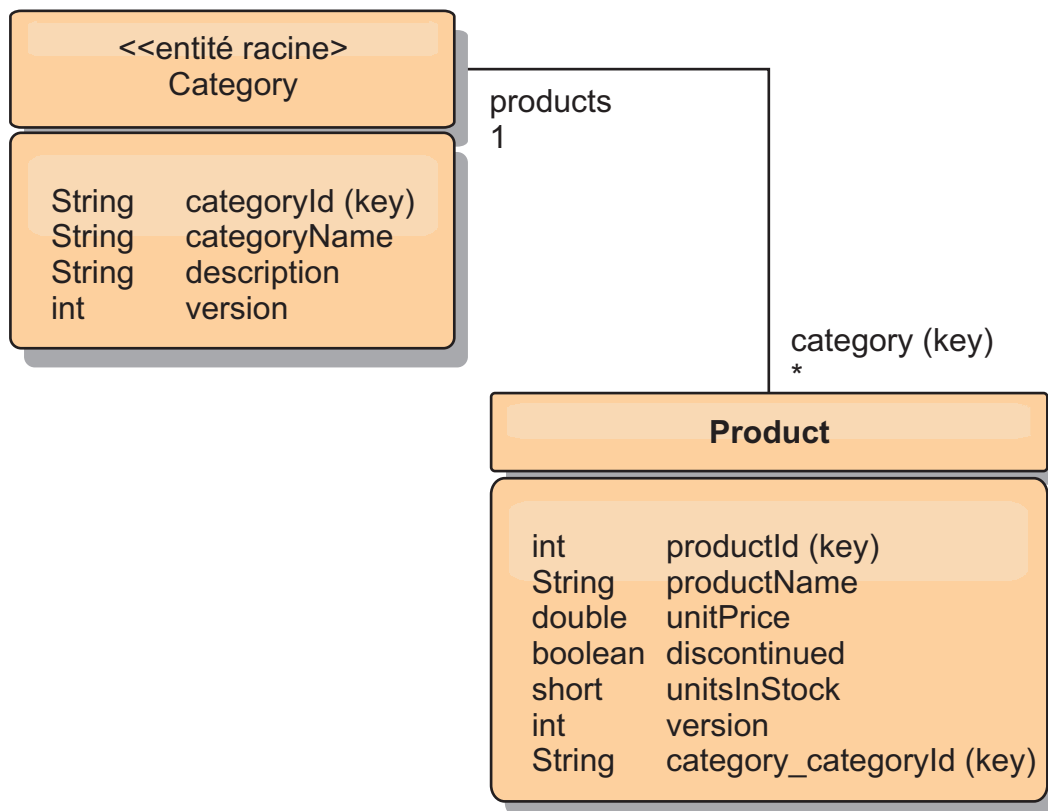 <<entité racine>
Category
String categoryId (key)
String categoryName
String description
int version
products
1
category (key)
*
Product
int productId (key)
String productName
double unitPrice
boolean discontinued
short unitsInStock
int version
String category_categoryId (key)